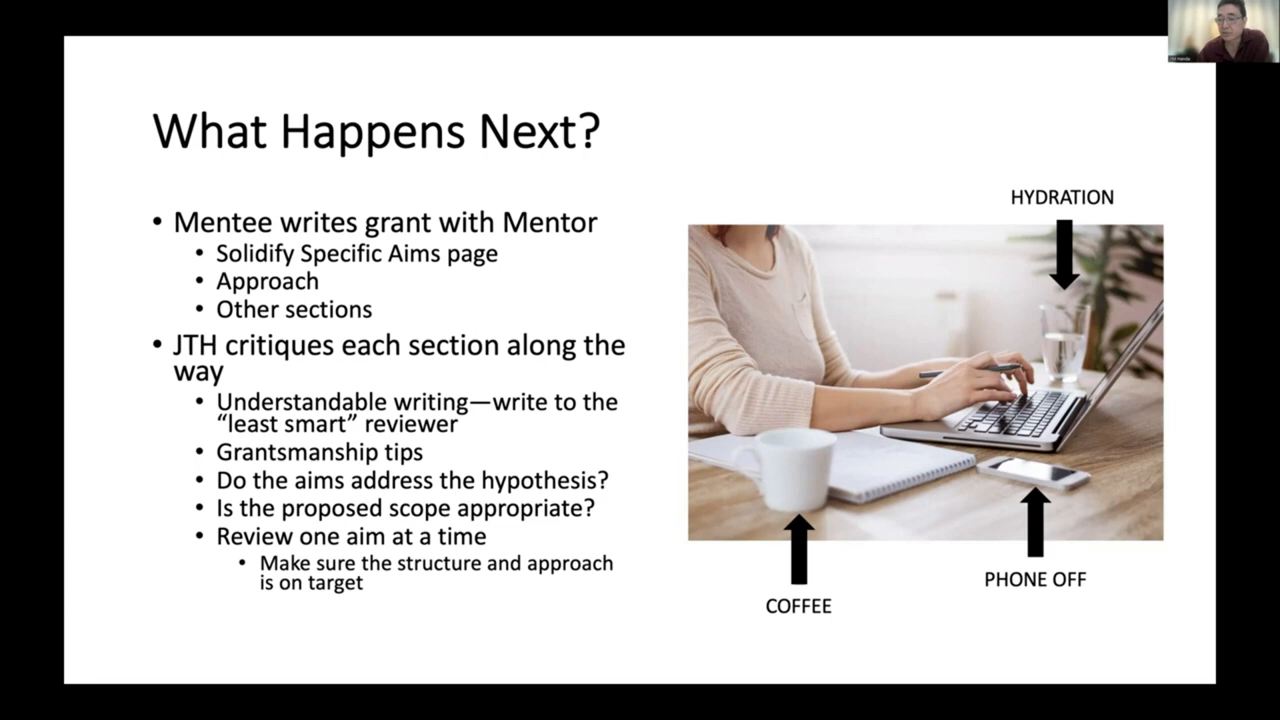 What Happens Next?
• Mentee writes grant with Mentor
• Solidify Specific Aims page
• Approach
• Other sections
• JTH critiques each section along the
way
• Understandable writing—write to the
“least smart” reviewer
• Grantsmanship tips
• Do the aims address the hypothesis?
• Is the proposed scope appropriate?
• Review one aim at a time
• Make sure the structure and approach
is on target
HYDRATION
PHONE OFF
COFFEE